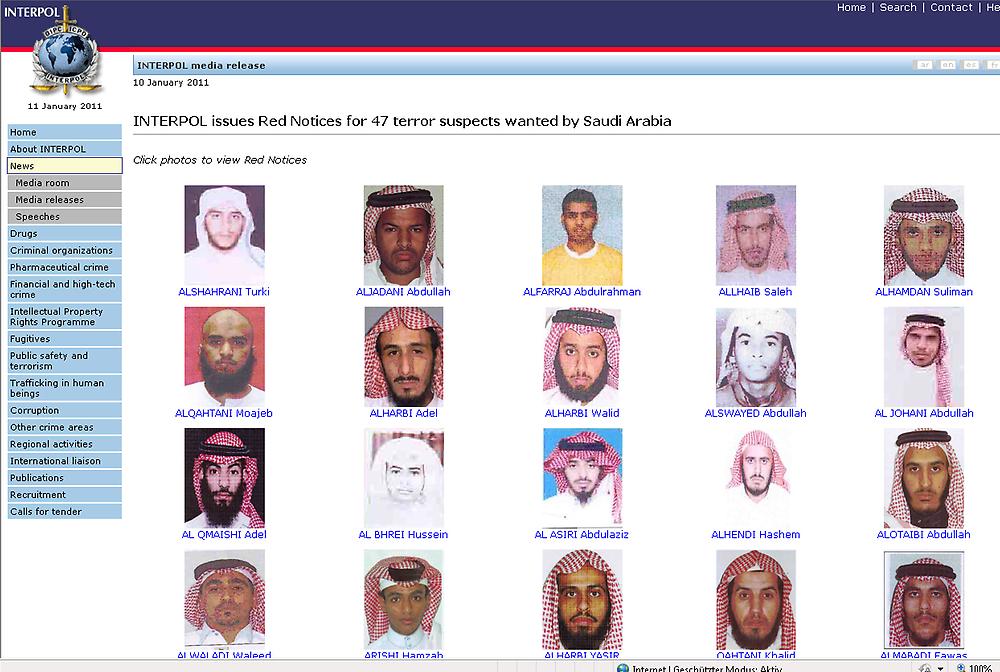 INTERPOL
Home | Search | Contact | He
OIPC ICPO
INTERPOL
11 January 2011
INTERPOL media release
ar en es fr
10 January 2011
INTERPOL issues Red Notices for 47 terror suspects wanted by Saudi Arabia
Click photos to view Red Notices
Home
About INTERPOL
News
Media room
Media releases
Speeches
Drugs
Criminal organizations
Pharmaceutical crime
Financial and high-tech
crime
Intellectual Property
Rights Programme
Fugitives
Public safety and
terrorism
Trafficking in human
beings
Corruption
Other crime areas
Regional activities
International liaison
Publications
Recruitment
Calls for tender
ALSHAHRANI Turki
ALJADANI Abdullah
ALFARRAJ Abdulrahman
ALLHAIB Saleh
ALHAMDAN Suliman
ALQAHTANI Moajeb
ALHARBI Adel
ALHARBI Walid
ALSWAYED Abdullah
AL JOHANI Abdullah
AL QMAISHI Adel
AL BHREI Hussein
AL ASIRI Abdulaziz
ALHENDI Hashem
ALOTAIBI Abdullah
ALWALADI Waleed
ARISHI Hamzah
ALHARBI YASIR
QAHTANI Khalid
ALMABADI Fawas
Internet | Geschützter Modus: Aktiv
100%